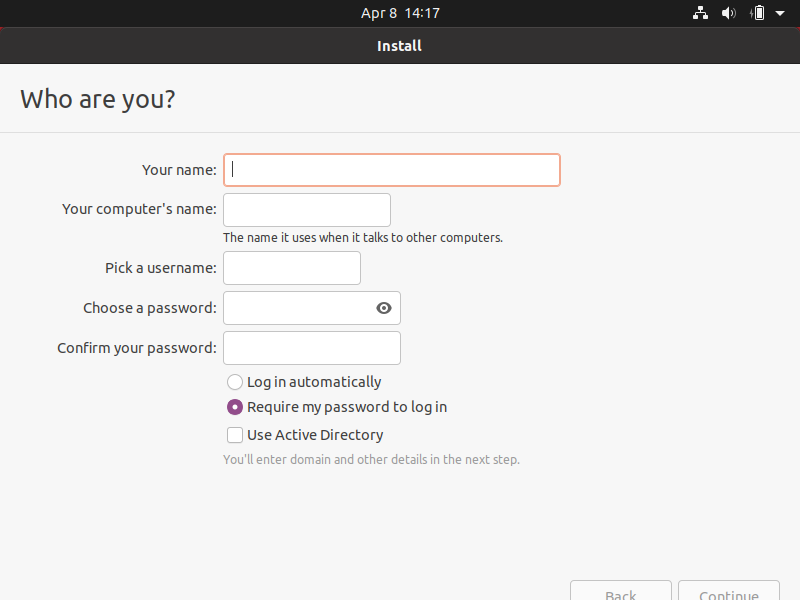 Apr 8 14:17
Install
Who are you?
Your name:
Your computer's name:
The name it uses when it talks to other computers.
Pick a username:
Choose a password:
Confirm your password:
Log in automatically
Require my password to log in
Use Active Directory
You'll enter domain and other details in the next step.
Back Continue